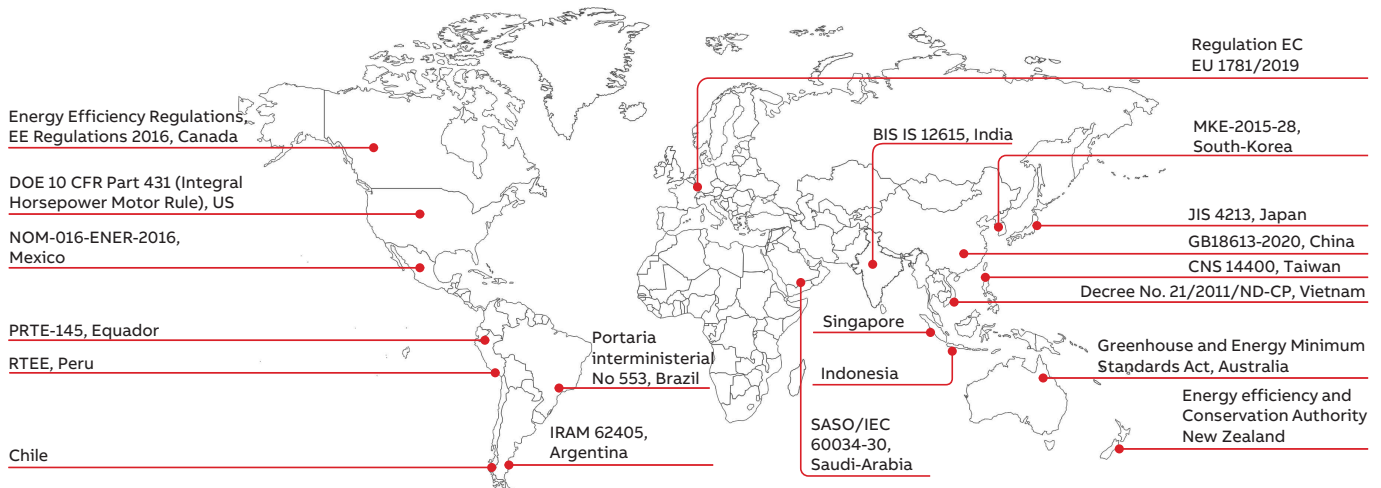 Energy Efficiency Regulations,
EE Regulations 2016, Canada
DOE 10 CFR Part 431 (Integral
Horsepower Motor Rule), US
NOM-016-ENER-2016,
Mexico
PRTE-145, Equador
RTEE, Peru
Chile
Portaria
interministerial
No 553, Brazil
IRAM 62405,
Argentina
Regulation EC
EU 1781/2019
BIS IS 12615, India
MKE-2015-28,
South-Korea
JIS 4213, Japan
GB18613-2020, China
CNS 14400, Taiwan
Decree No. 21/2011/ND-CP, Vietnam
Singapore
Indonesia
SASO/IEC
60034-30,
Saudi-Arabia
Greenhouse and Energy Minimum
Standards Act, Australia
Energy efficiency and
Conservation Authority
New Zealand